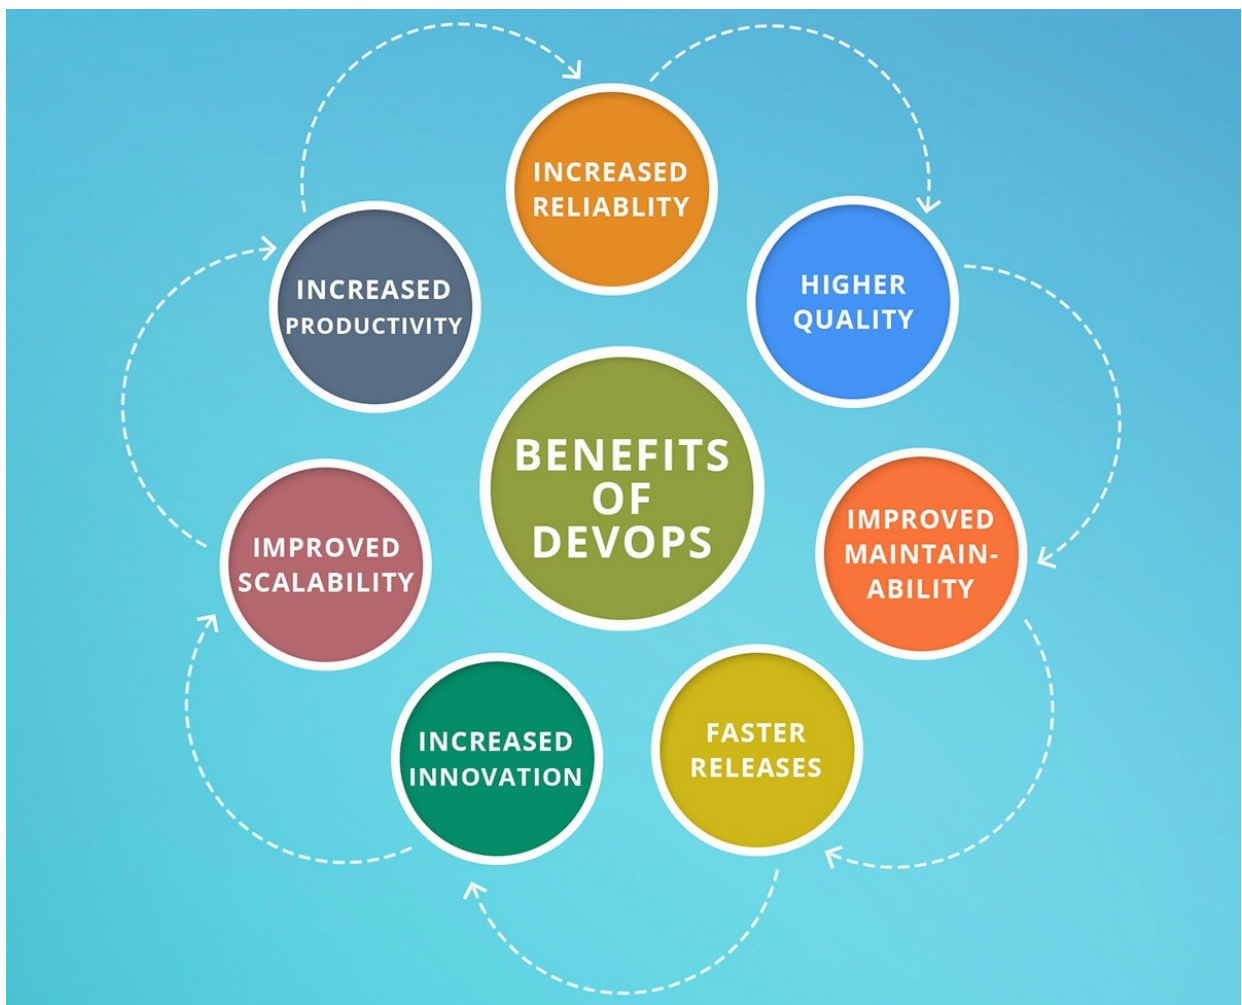 INCREASED
RELIABLITY
HIGHER
QUALITY
IMPROVED
MAINTAIN-
ABILITY
FASTER
RELEASES
INCREASED
INNOVATION
IMPROVED
SCALABILITY
INCREASED
PRODUCTIVITY
BENEFITS
OF
DEVOPS